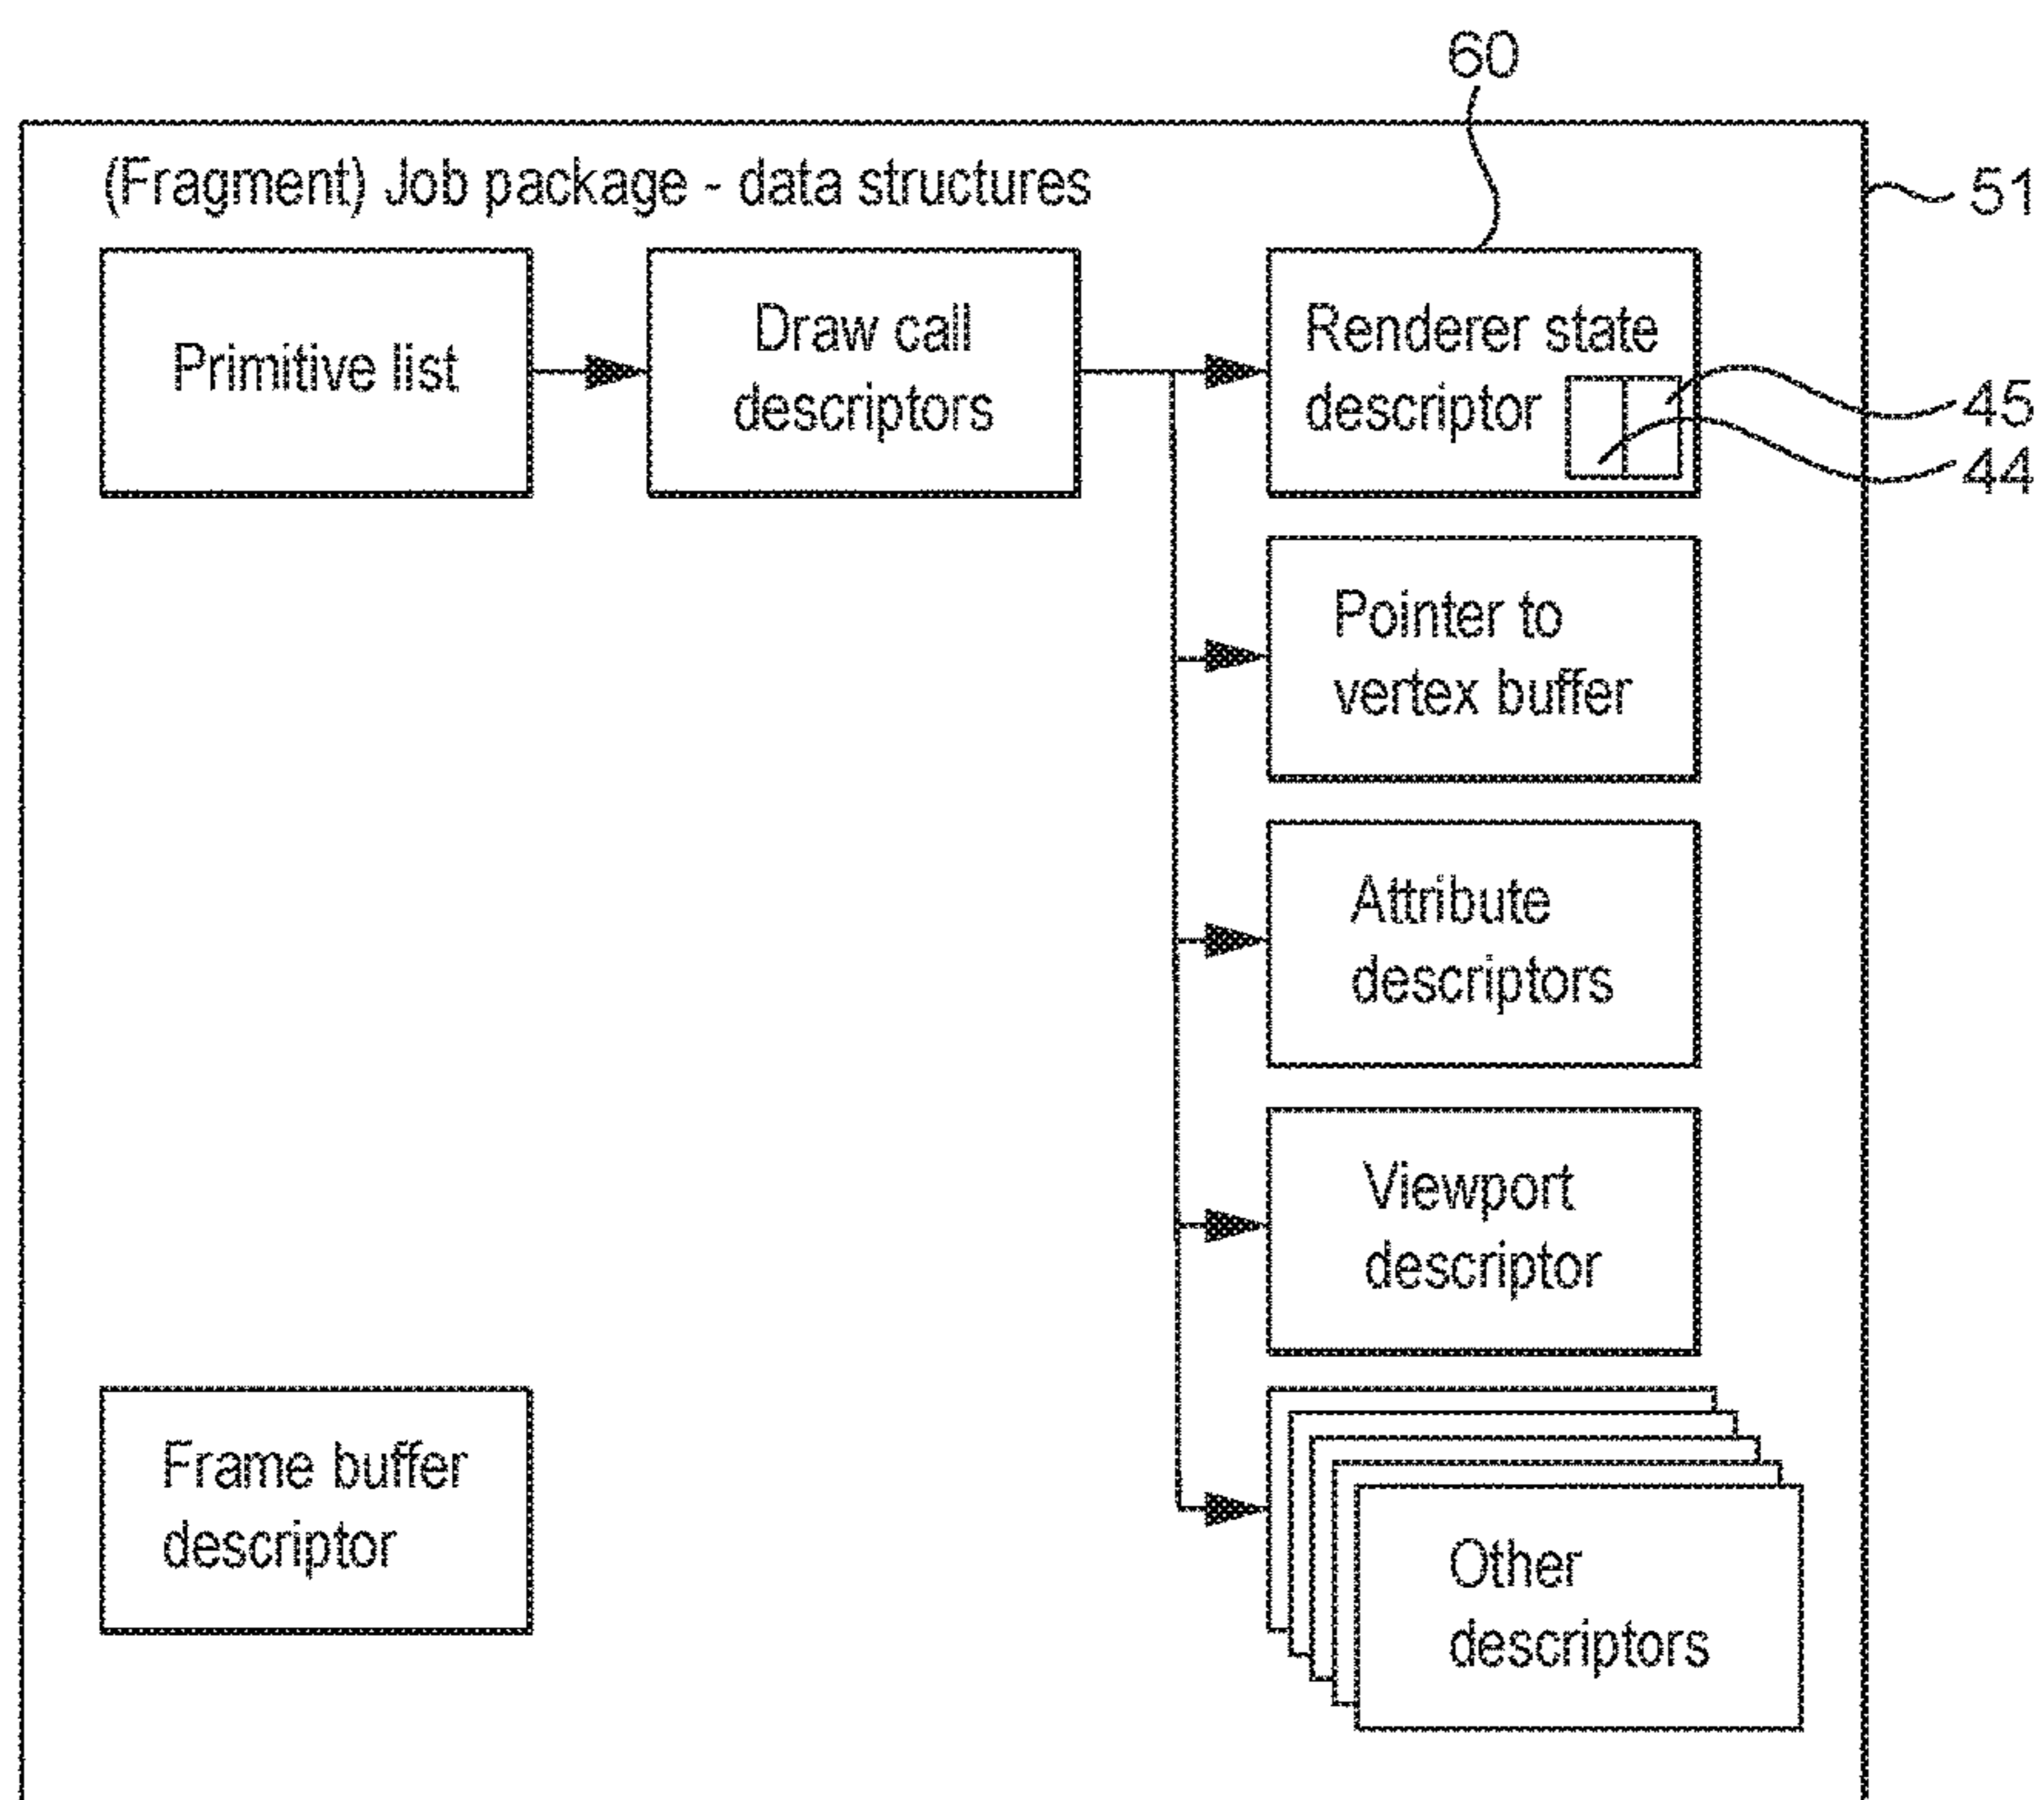 60
(Fragment) Job package - data structures
51
Primitive list
Draw call
descriptors
Renderer state
descriptor
45
44
Pointer to
vertex buffer
Attribute
descriptors
Viewport
descriptor
Frame buffer
descriptor
Other
descriptors